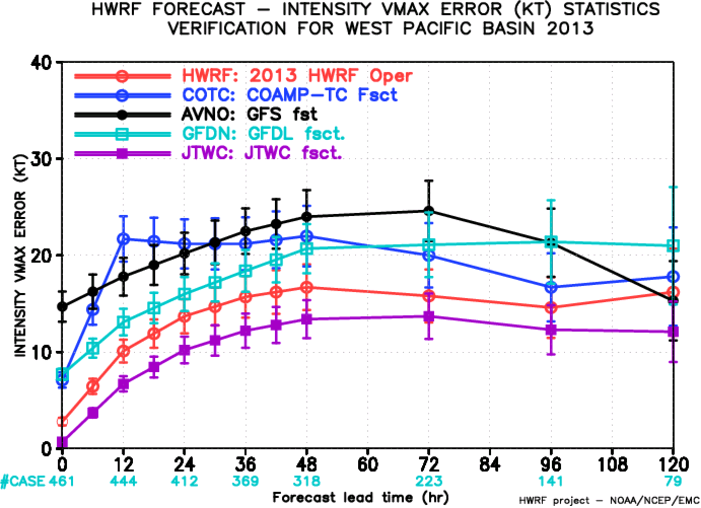 HWRF FORECAST – INTENSITY VMAX ERROR (KT) STATISTICS
VERIFICATION FOR WEST PACIFIC BASIN 2013
HWRF: 2013 HWRF Oper
COTC: COAMP–TC Fsct
AVNO: GFS fst
GFDN: GFDL fsct.
JTWC: JTWC fsct.
INTENSITY VMAX ERROR (KT)
40
30
20
10
0
0 12 24 36 48 60 72 84 96 108 120
#CASE 461 444 412 369 318 223 141 79
Forecast lead time (hr)
HWRF project – NOAA/NCEP/EMC